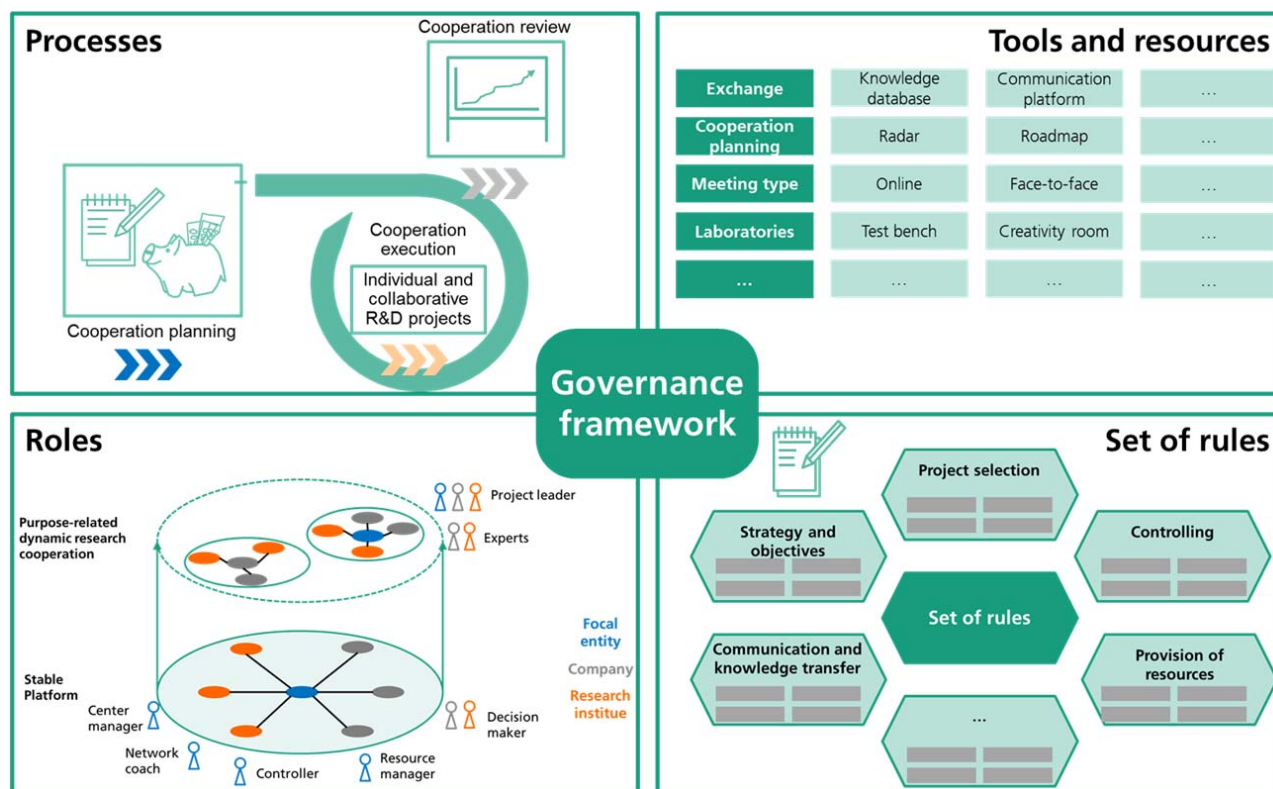 Processes
Cooperation review
Cooperation
execution
Individual and
collaborative
R&D projects
Cooperation planning
Tools and resources
Exchange
Knowledge
database
Communication
platform
...
Cooperation
planning
Radar
Roadmap
...
Meeting type
Online
Face-to-face
...
Laboratories
Test bench
Creativity room
...
...
...
...
...
Governance
framework
Roles
Project leader
Purpose-related
dynamic research
cooperation
Experts
Focal
entity
Company
Research
institue
Stable
Platform
Center
manager
Network
coach
Controller
Resource
manager
Decision
maker
Set of rules
Project selection
Strategy and
objectives
Controlling
Set of rules
Communication and
knowledge transfer
Provision of
resources
...